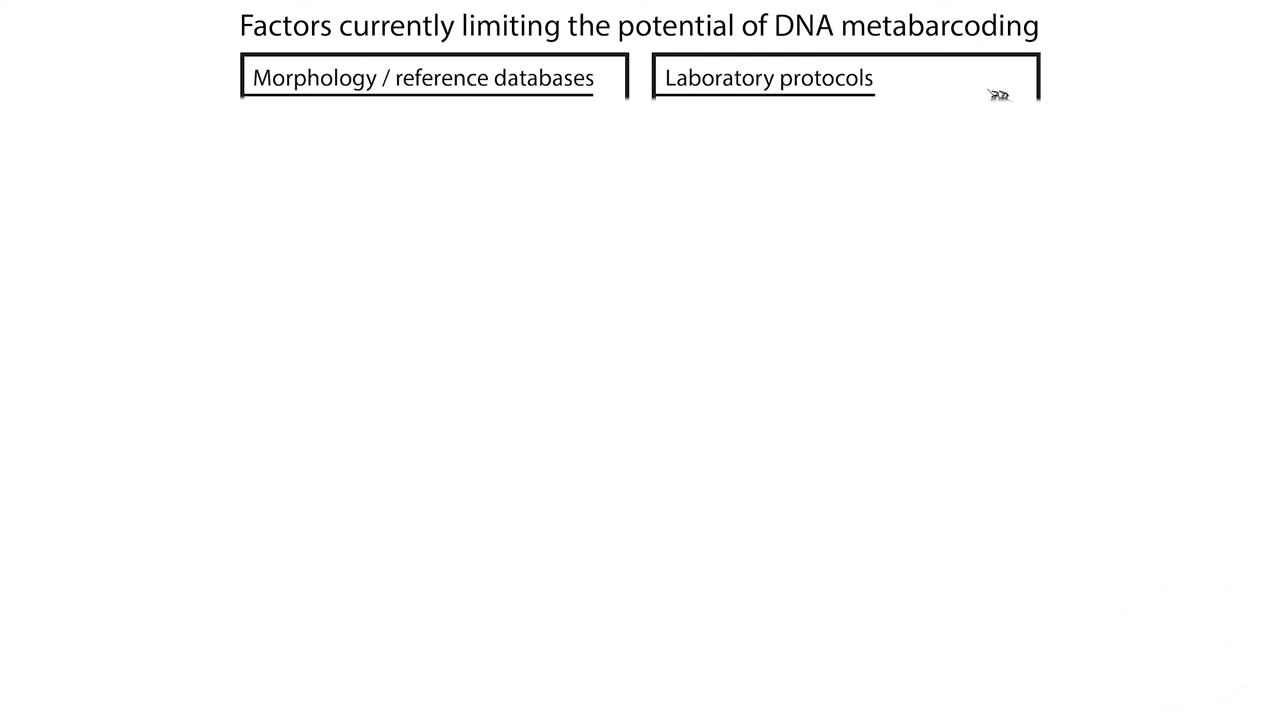 Factors currently limiting the potential of DNA metabarcoding
Morphology / reference databases
Laboratory protocols